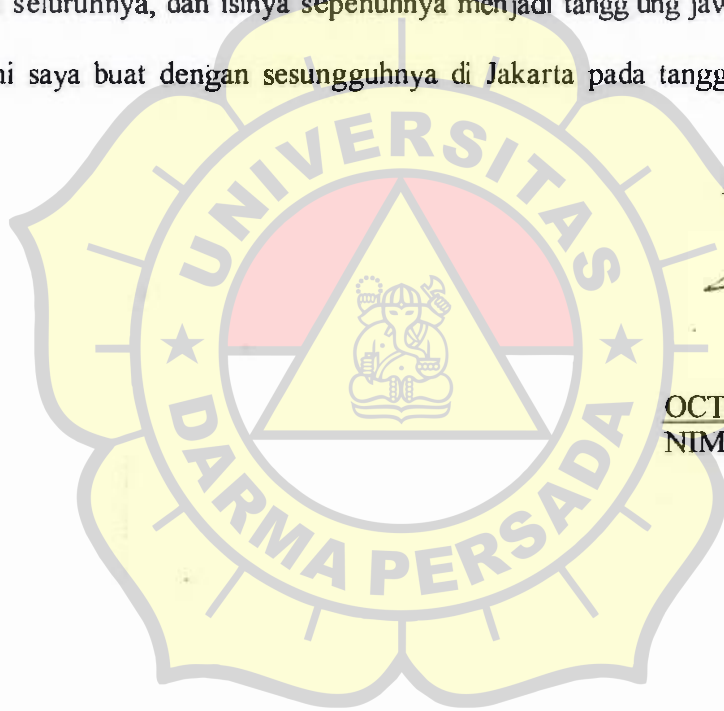 seluruhnya, dan isinya sepenuhnya menjadi tangg ung jaw
ni saya buat dengan sesungguhnya di Jakarta pada tangg
UNIVERSITAS
DARMA PERSADA
OCT
NIM